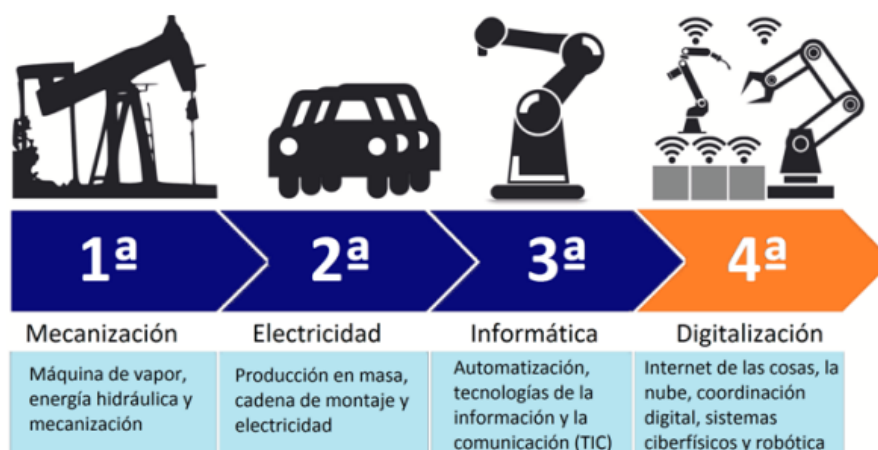 1ª
2ª
3ª
4ª
Mecanización
Electricidad
Informática
Digitalización
Máquina de vapor,
energía hidráulica y
mecanización
Producción en masa,
cadena de montaje y
electricidad
Automatización,
tecnologías de la
información y la
comunicación (TIC)
Internet de las cosas, la
nube, coordinación
digital, sistemas
ciberfísicos y robótica